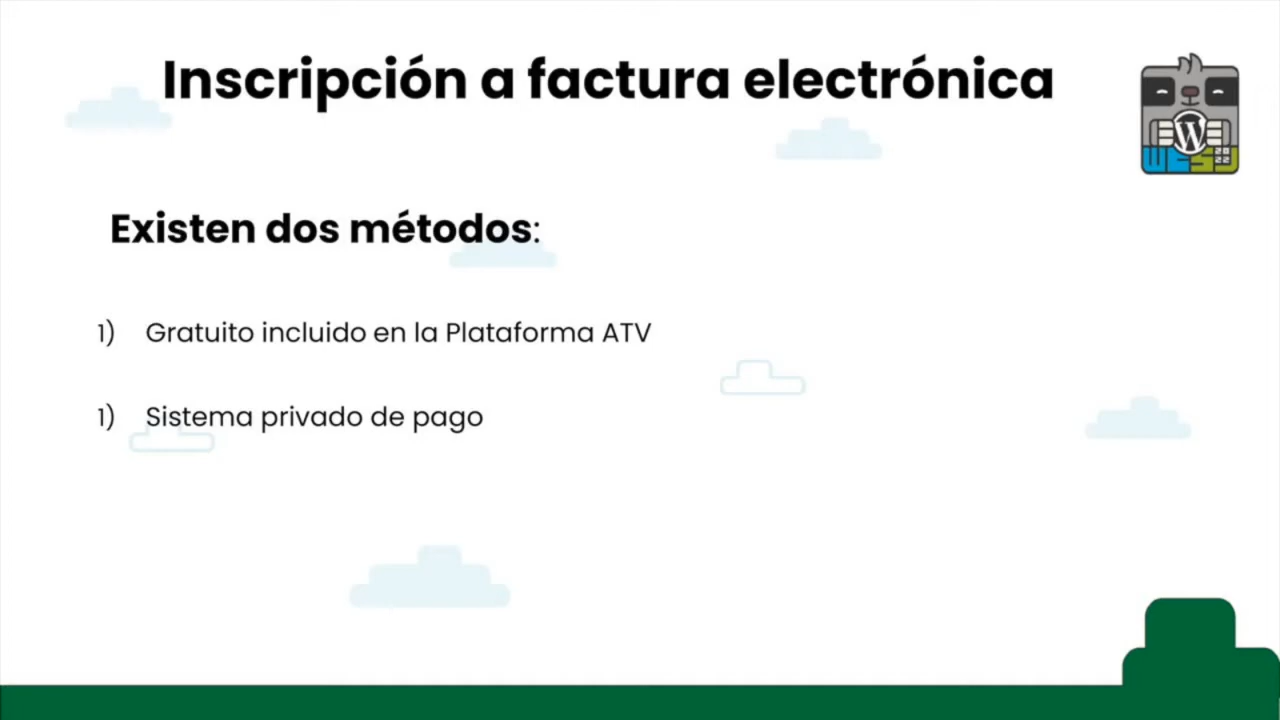 Inscripción a factura electrónica
Existen dos métodos:
1) Gratuito incluido en la Plataforma ATV
1) Sistema privado de pago